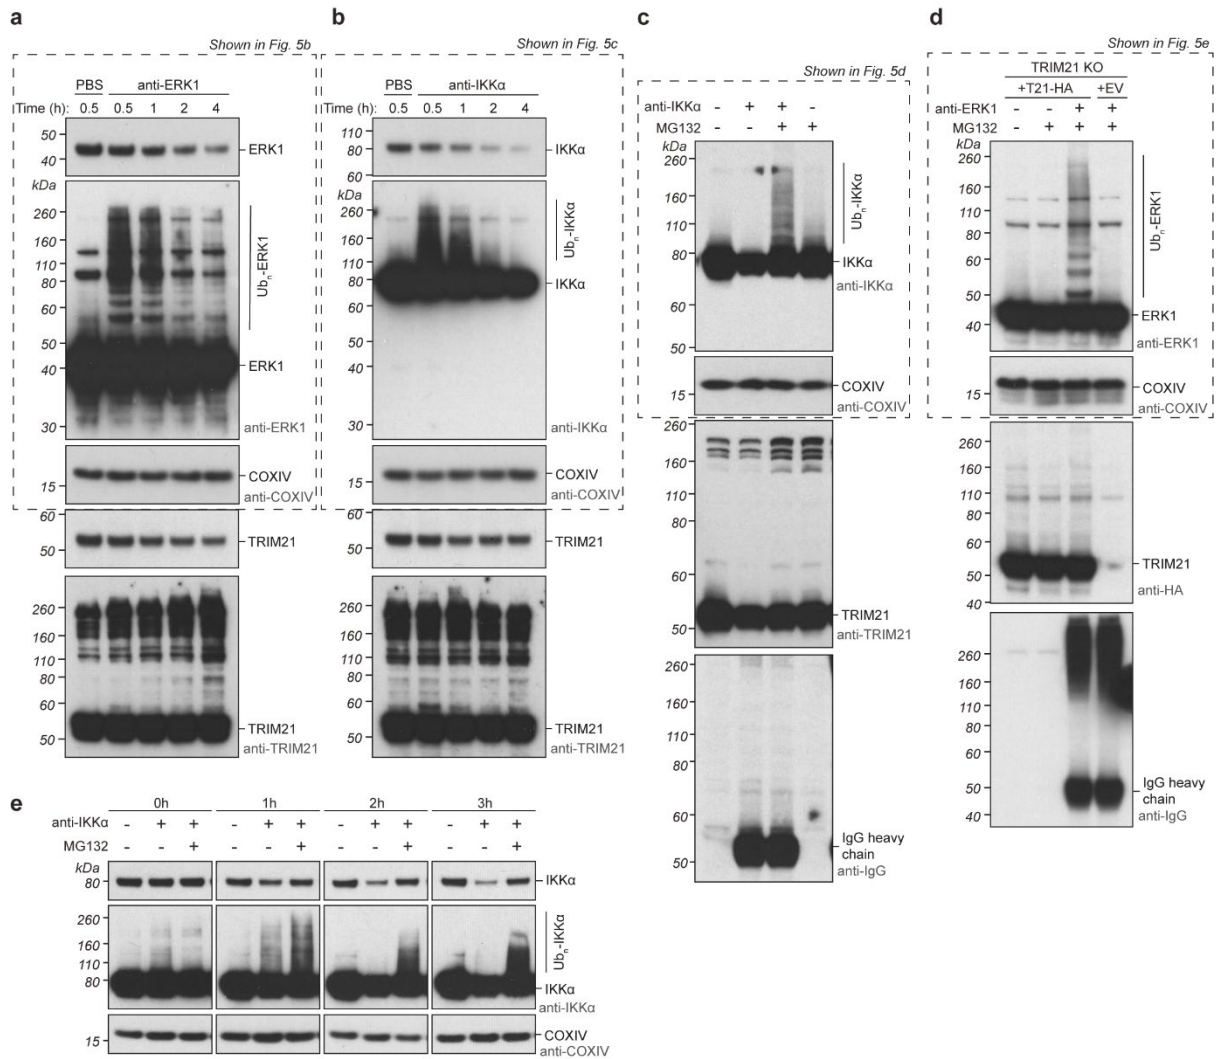 a
Shown in Fig. 5b
PBS anti-ERK1
Time (h): 0.5 0.5 1 2 4
50
40
ERK1
kDa
260
160
110
80
60
50
40
30
Ubn-ERK1
ERK1
anti-ERK1
15
COXIV
anti-COXIV
60
50
TRIM21
260
160
110
80
60
50
TRIM21
anti-TRIM21
b
Shown in Fig. 5c
PBS anti-IKKα
Time (h): 0.5 0.5 1 2 4
110
80
60
IKKα
kDa
260
160
110
80
60
50
40
30
Ubn-IKKα
IKKα
anti-IKKα
15
COXIV
anti-COXIV
60
50
TRIM21
260
160
110
80
60
50
TRIM21
anti-TRIM21
c
Shown in Fig. 5d
anti-IKKα - + + -
MG132 - - + +
kDa
260
160
110
80
60
50
Ubn-IKKα
IKKα
anti-IKKα
15
COXIV
anti-COXIV
260
160
110
80
60
50
TRIM21
anti-TRIM21
260
160
110
80
60
50
IgG heavy
chain
anti-IgG
d
Shown in Fig. 5e
TRIM21 KO
+T21-HA +EV
anti-ERK1 - - + +
MG132 - + + +
kDa
260
160
110
80
60
50
40
Ubn-ERK1
ERK1
anti-ERK1
15
COXIV
anti-COXIV
260
160
110
80
60
50
40
TRIM21
anti-HA
260
160
110
80
60
50
40
IgG heavy
chain
anti-IgG
e
0h 1h 2h 3h
anti-IKKα - + + - + + - + + - + +
MG132 - - + - - + - - + - - +
kDa
80
IKKα
260
160
110
80
Ubn-IKKα
IKKα
anti-IKKα
15
COXIV
anti-COXIV